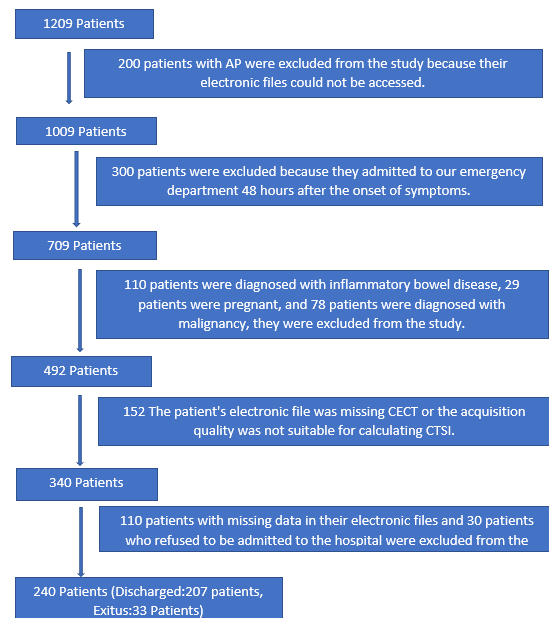 1209 Patients
200 patients with AP were excluded from the study because their
electronic files could not be accessed.
1009 Patients
300 patients were excluded because they admitted to our emergency
department 48 hours after the onset of symptoms.
709 Patients
110 patients were diagnosed with inflammatory bowel disease, 29
patients were pregnant, and 78 patients were diagnosed with
malignancy, they were excluded from the study.
492 Patients
152 The patient's electronic file was missing CECT or the acquisition
quality was not suitable for calculating CTSI.
340 Patients
110 patients with missing data in their electronic files and 30 patients
who refused to be admitted to the hospital were excluded from the
240 Patients (Discharged:207 patients,
Exitus:33 Patients)